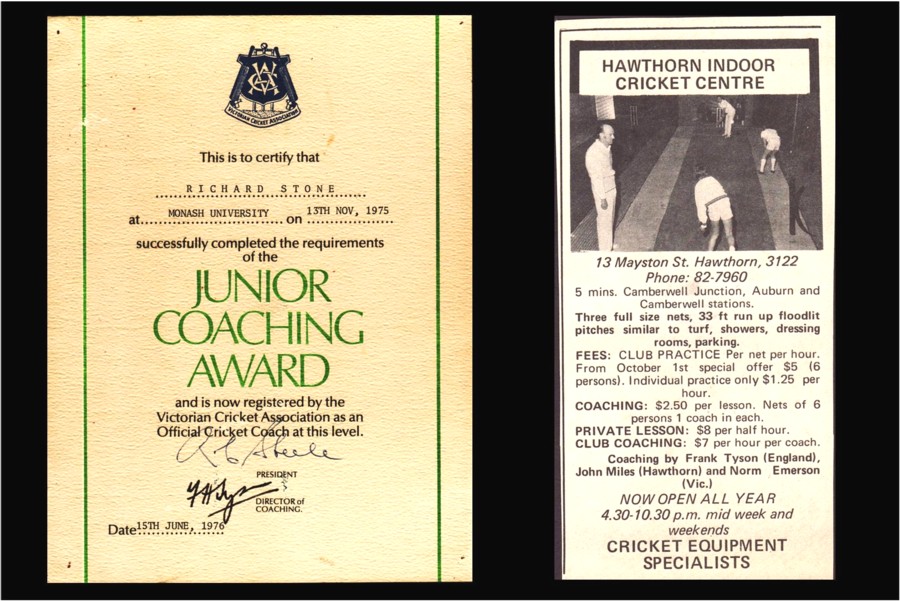 VCA
VICTORIAN CRICKET ASSOCIATION
This is to certify that
RICHARD STONE
at MONASH UNIVERSITY on 13TH NOV, 1975
successfully completed the requirements
of the
JUNIOR
COACHING
AWARD
and is now registered by the
Victorian Cricket Association as an
Official Cricket Coach at this level.
PRESIDENT
DIRECTOR of
COACHING.
Date 15TH JUNE, 1976
HAWTHORN INDOOR
CRICKET CENTRE
13 Mayston St. Hawthorn, 3122
Phone: 82-7960
5 mins. Camberwell Junction, Auburn and
Camberwell stations.
Three full size nets, 33 ft run up floodlit
pitches similar to turf, showers, dressing
rooms, parking.
FEES: CLUB PRACTICE Per net per hour.
From October 1st special offer $5 (6
persons). Individual practice only $1.25 per
hour.
COACHING: $2.50 per lesson. Nets of 6
persons 1 coach in each.
PRIVATE LESSON: $8 per half hour.
CLUB COACHING: $7 per hour per coach.
Coaching by Frank Tyson (England),
John Miles (Hawthorn) and Norm Emerson
(Vic.)
NOW OPEN ALL YEAR
4.30-10.30 p.m. mid week and
weekends
CRICKET EQUIPMENT
SPECIALISTS